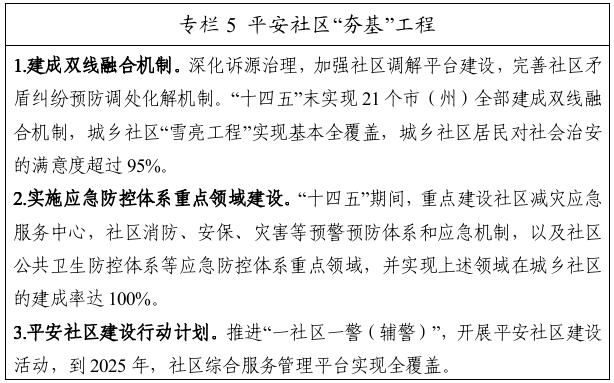 专栏 5 平安社区“夯基”工程
1.建成双线融合机制。深化诉源治理，加强社区调解平台建设，完善社区矛
盾纠纷预防调处化解机制。“十四五”末实现 21 个市（州）全部建成双线融
合机制，城乡社区“雪亮工程”实现基本全覆盖，城乡社区居民对社会治安
的满意度超过 95%。
2.实施应急防控体系重点领域建设。“十四五”期间，重点建设社区减灾应急
服务中心，社区消防、安保、灾害等预警预防体系和应急机制，以及社区
公共卫生防控体系等应急防控体系重点领域，并实现上述领域在城乡社区
的建成率达 100%。
3.平安社区建设行动计划。推进“一社区一警（辅警）”，开展平安社区建设
活动，到 2025 年，社区综合服务管理平台实现全覆盖。